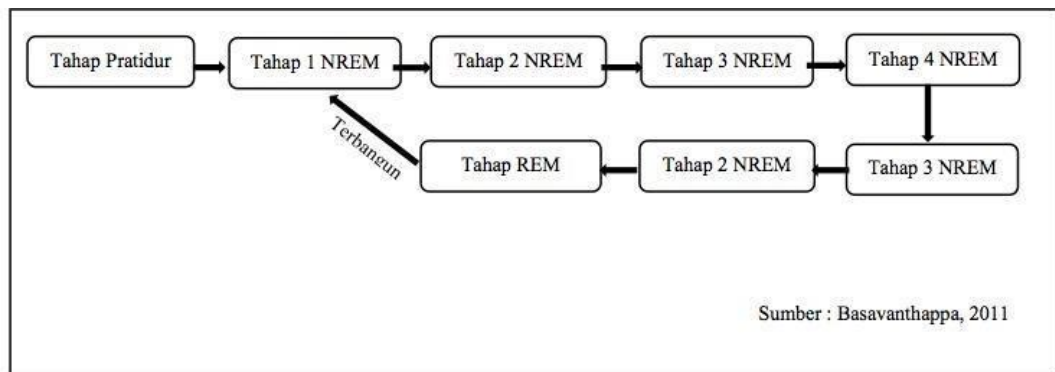 Tahap Pratidur
Tahap 1 NREM
Tahap 2 NREM
Tahap 3 NREM
Tahap 4 NREM
Tahap 3 NREM
Tahap 2 NREM
Tahap REM
Terbangun
Sumber : Basavanthappa, 2011